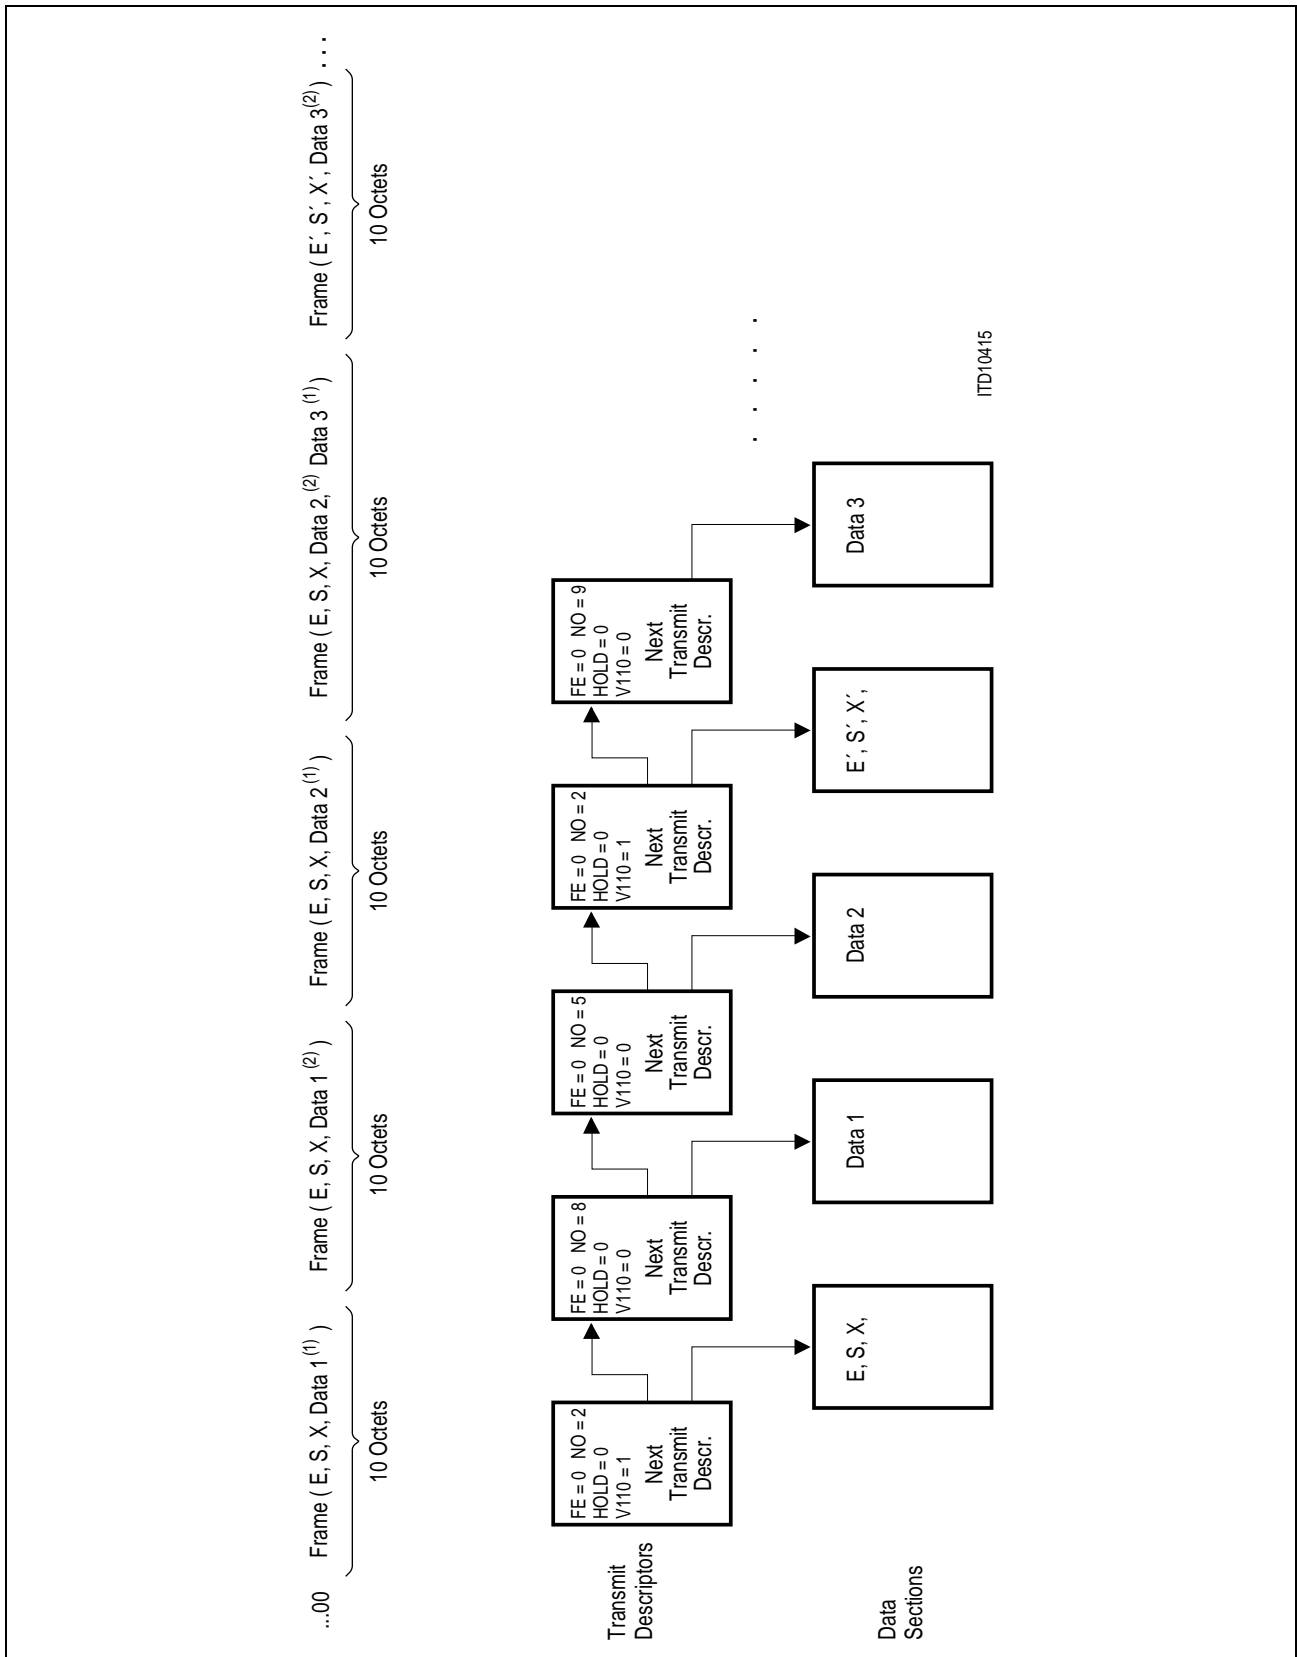 ...00 Frame ( E, S, X, Data 1 (1) ) Frame ( E, S, X, Data 1 (2) ) Frame ( E, S, X, Data 2 (1) ) Frame ( E, S, X, Data 2, (2) Data 3 (1) ) Frame ( E´, S´, X´, Data 3 (2) ) ...
10 Octets 10 Octets 10 Octets 10 Octets 10 Octets
Transmit
Descriptors
FE = 0 NO = 2
HOLD = 0
V110 = 1
Next
Transmit
Descr.
FE = 0 NO = 8
HOLD = 0
V110 = 0
Next
Transmit
Descr.
FE = 0 NO = 5
HOLD = 0
V110 = 0
Next
Transmit
Descr.
FE = 0 NO = 2
HOLD = 0
V110 = 1
Next
Transmit
Descr.
FE = 0 NO = 9
HOLD = 0
V110 = 0
Next
Transmit
Descr.
. . . . .
Data
Sections
E, S, X,
Data 1
Data 2
E´, S´, X´,
Data 3
ITD10415